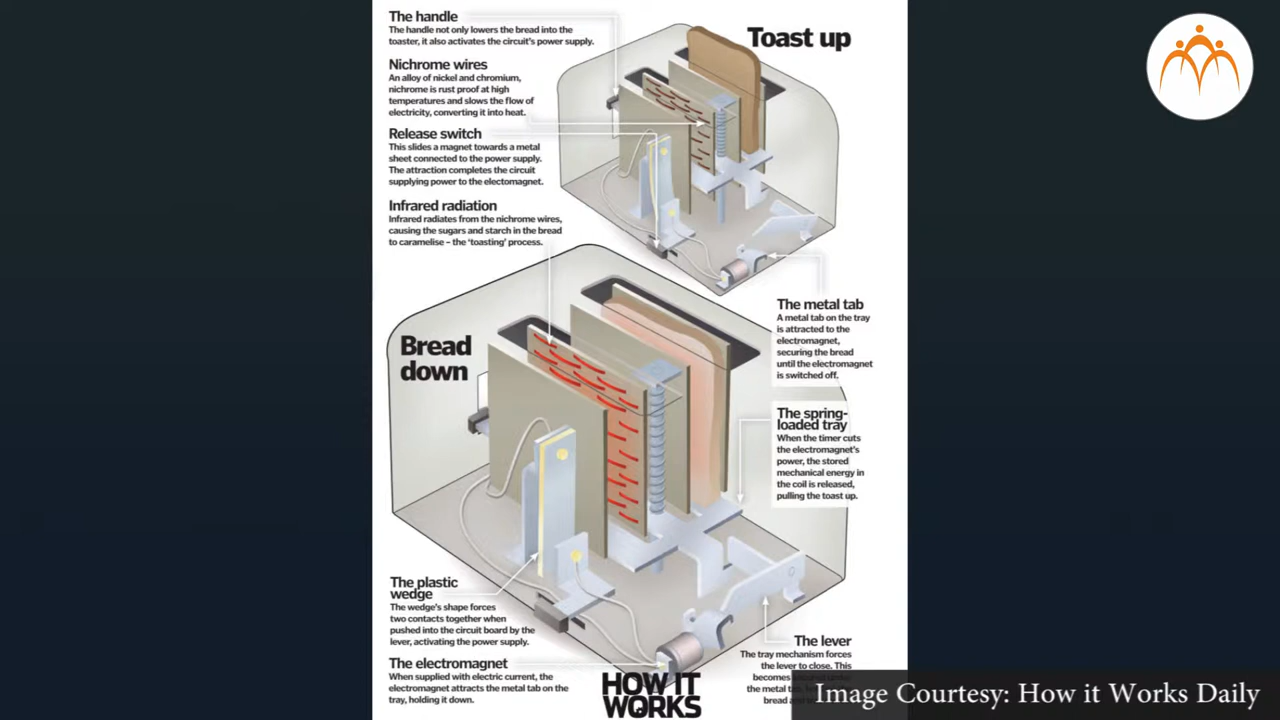 The handle
The handle not only lowers the bread into the
toaster, it also activates the circuit's power supply.
Nichrome wires
An alloy of nickel and chromium,
nichrome is rust proof at high
temperatures and slows the flow of
electricity, converting it into heat.
Release switch
This slides a magnet towards a metal
sheet connected to the power supply.
The attraction completes the circuit
supplying power to the electomagnet.
Infrared radiation
Infrared radiates from the nichrome wires,
causing the sugars and starch in the bread
to caramelise – the 'toasting' process.
Toast up
The metal tab
A metal tab on the tray
is attracted to the
electromagnet,
securing the bread
until the electromagnet
is switched off.
Bread
down
The spring-
loaded tray
When the timer cuts
the electromagnet's
power, the stored
mechanical energy in
the coil is released,
pulling the toast up.
The plastic
wedge
The wedge's shape forces
two contacts together when
pushed into the circuit board by the
lever, activating the power supply.
The electromagnet
When supplied with electric current, the
electromagnet attracts the metal tab on the
tray, holding it down.
The lever
The tray mechanism forces
the lever to close. This
becomes
the metal
bread
HOW IT
WORKS
Image Courtesy: How it Works Daily